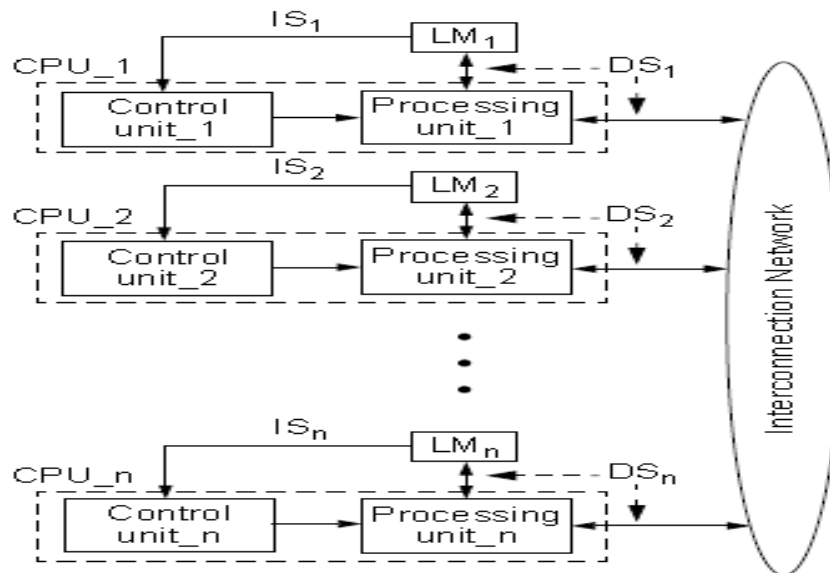 IS1
LM1
CPU_1
DS1
Control
unit_1
Processing
unit_1
IS2
LM2
CPU_2
DS2
Control
unit_2
Processing
unit_2
Interconnection Network
ISn
LMn
CPU_n
DSn
Control
unit_n
Processing
unit_n